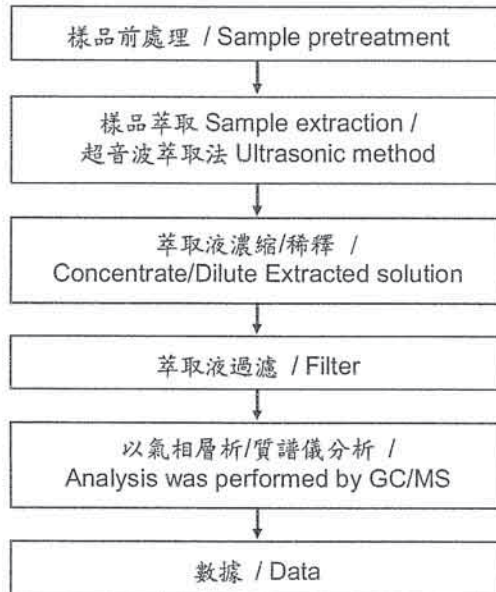 樣品前處理 / Sample pretreatment
樣品萃取 Sample extraction /
超音波萃取法 Ultrasonic method
萃取液濃縮/稀釋 /
Concentrate/Dilute Extracted solution
萃取液過濾 / Filter
以氣相層析/質譜儀分析 /
Analysis was performed by GC/MS
數據 / Data